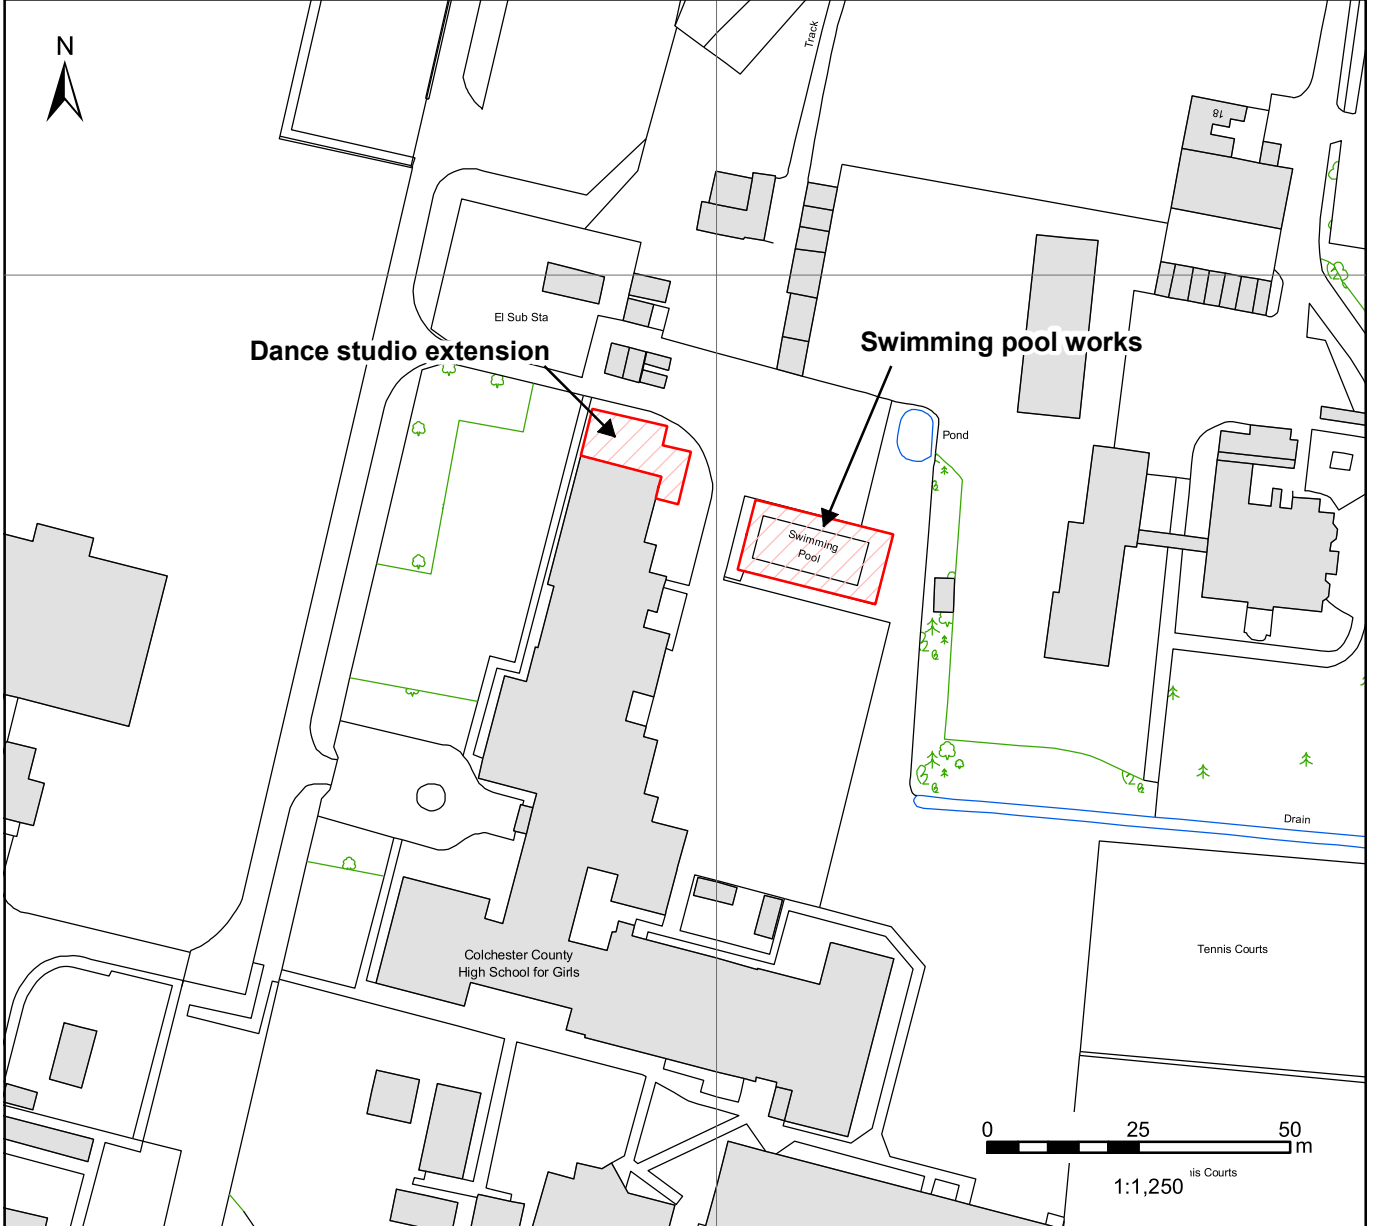 Track
N
18
El Sub Sta
Dance studio extension
Swimming pool works
Pond
Swimming
Pool
Drain
Colchester County
High School for Girls
Tennis Courts
0 25 50
m
Courts
1:1,250